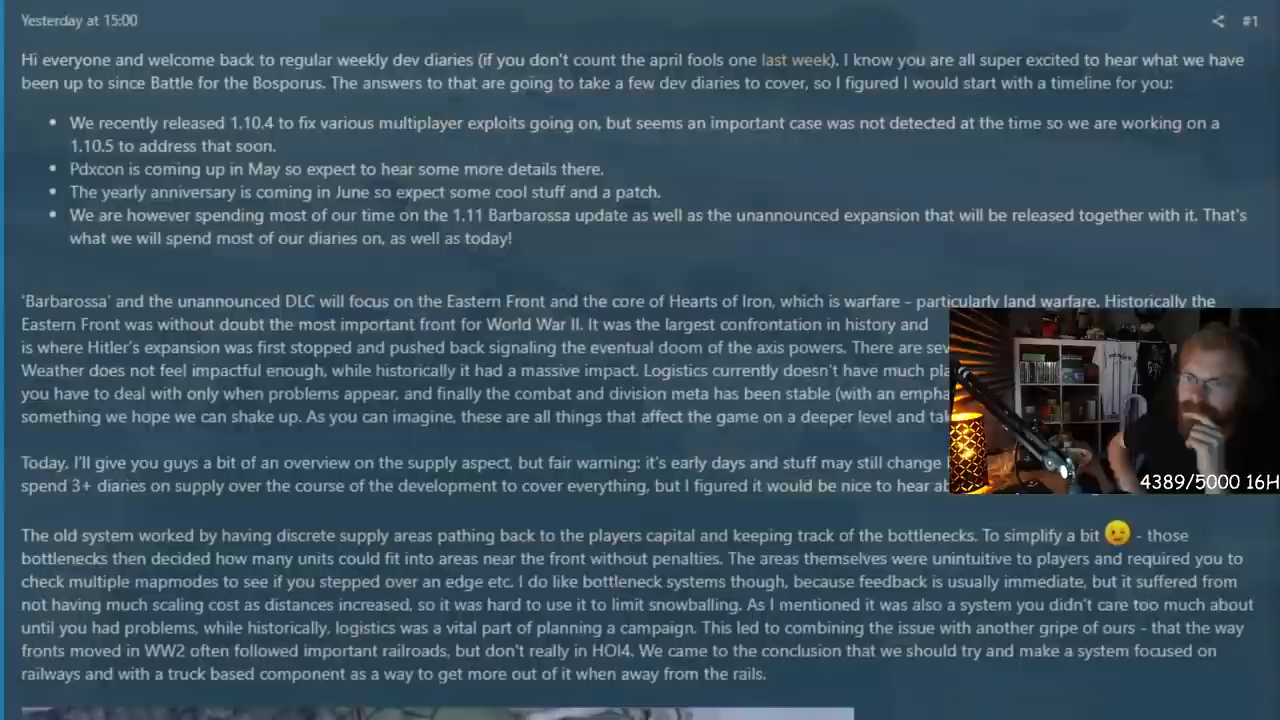 Yesterday at 15:00
#1
Hi everyone and welcome back to regular weekly dev diaries (if you don't count the april fools one last week). I know you are all super excited to hear what we have
been up to since Battle for the Bosporus. The answers to that are going to take a few dev diaries to cover, so I figured I would start with a timeline for you:
• We recently released 1.10.4 to fix various multiplayer exploits going on, but seems an important case was not detected at the time so we are working on a
1.10.5 to address that soon.
• Pdxcon is coming up in May so expect to hear some more details there.
• The yearly anniversary is coming in June so expect some cool stuff and a patch.
• We are however spending most of our time on the 1.11 Barbarossa update as well as the unannounced expansion that will be released together with it. That's
what we will spend most of our diaries on, as well as today!
'Barbarossa' and the unannounced DLC will focus on the Eastern Front and the core of Hearts of Iron, which is warfare - particularly land warfare. Historically the
Eastern Front was without doubt the most important front for World War II. It was the largest confrontation in history and
is where Hitler's expansion was first stopped and pushed back signaling the eventual doom of the axis powers. There are
Weather does not feel impactful enough, while historically it had a massive impact. Logistics currently doesn't have much
you have to deal with only when problems appear, and finally the combat and division meta has been stable (with an
something we hope we can shake up. As you can imagine, these are all things that affect the game on a deeper level and
Today, I'll give you guys a bit of an overview on the supply aspect, but fair warning: it's early days and stuff may still change
spend 3+ diaries on supply over the course of the development to cover everything, but I figured it would be nice to hear
4389/5000 16H
The old system worked by having discrete supply areas pathing back to the players capital and keeping track of the bottlenecks. To simplify a bit 😉 - those
bottlenecks then decided how many units could fit into areas near the front without penalties. The areas themselves were unintuitive to players and required you to
check multiple mapmodes to see if you stepped over an edge etc. I do like bottleneck systems though, because feedback is usually immediate, but it suffered from
not having much scaling cost as distances increased, so it was hard to use it to limit snowballing. As I mentioned it was also a system you didn't care too much about
until you had problems, while historically, logistics was a vital part of planning a campaign. This led to combining the issue with another gripe of ours - that the way
fronts moved in WW2 often followed important railroads, but don't really in HOI4. We came to the conclusion that we should try and make a system focused on
railways and with a truck based component as a way to get more out of it when away from the rails.